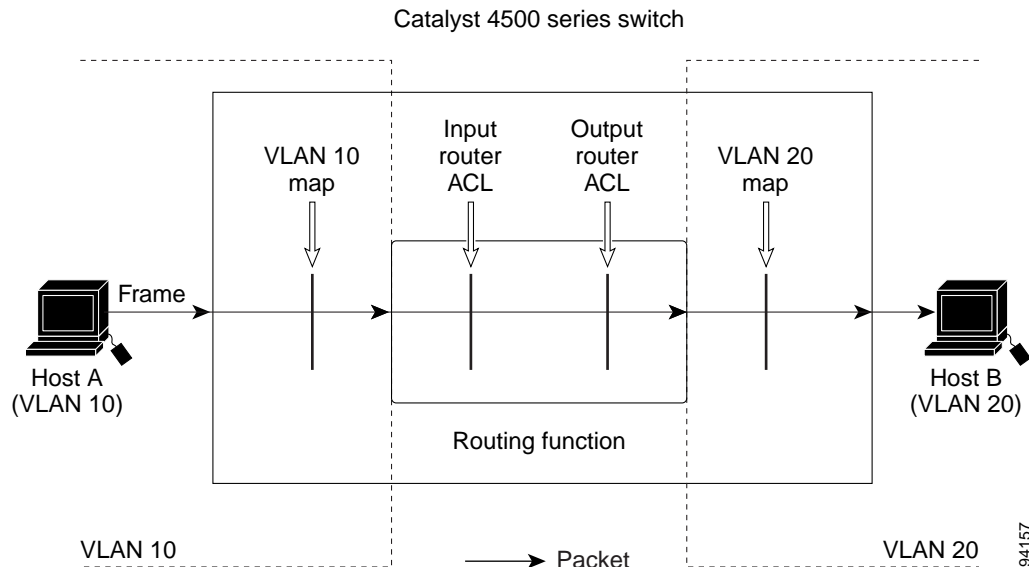 Catalyst 4500 series switch
VLAN 10
map
Input
router
ACL
Output
router
ACL
VLAN 20
map
Frame
Host A
(VLAN 10)
Host B
(VLAN 20)
Routing function
VLAN 10
Packet
VLAN 20
94157